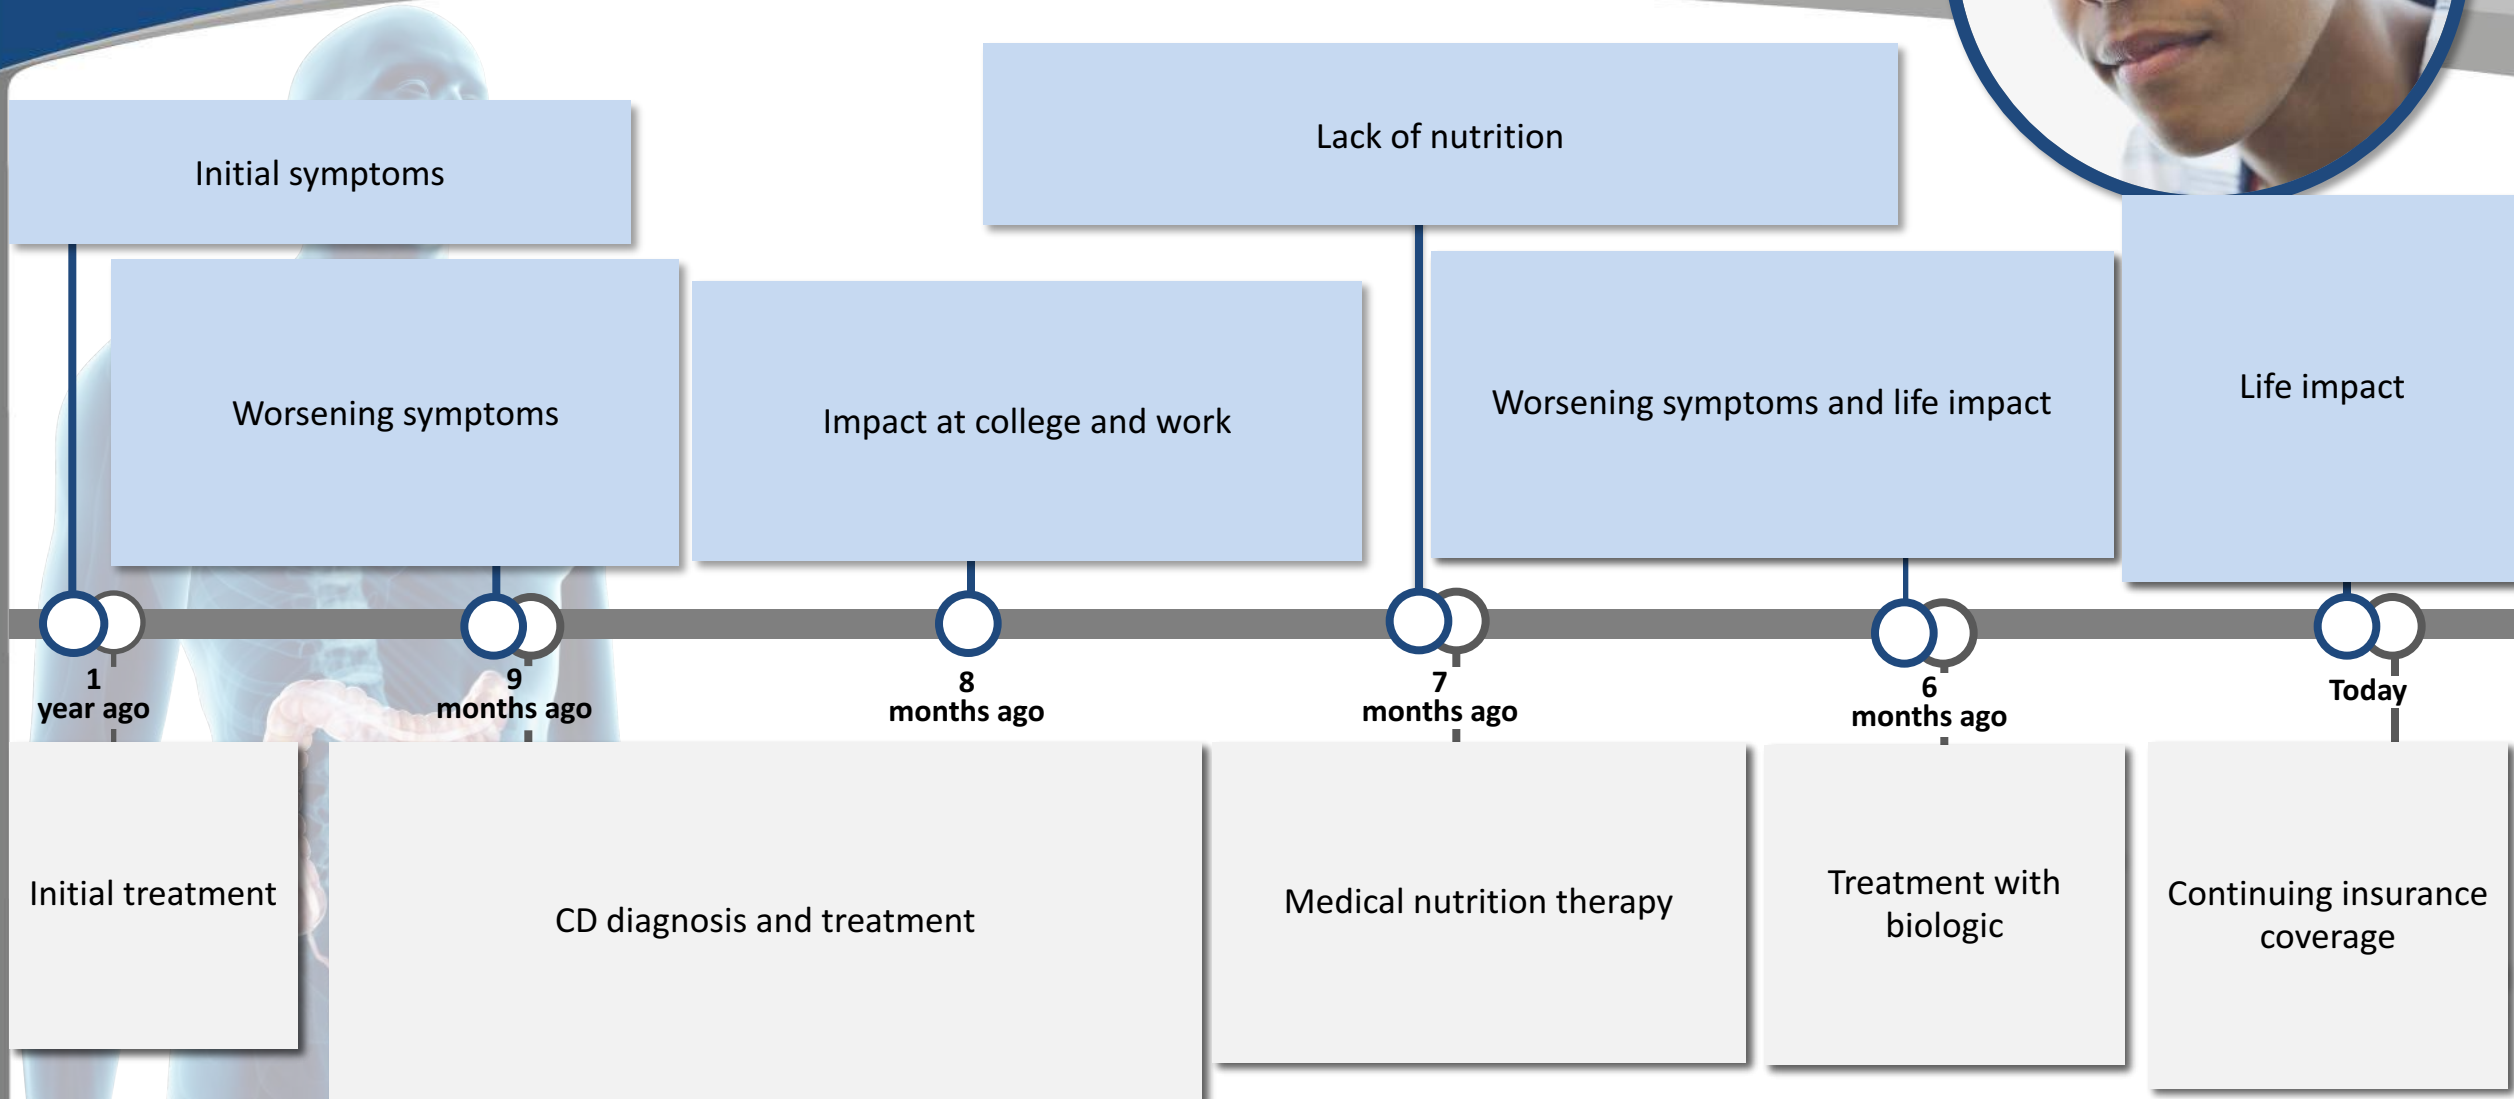 Lack of nutrition
Initial symptoms
Worsening symptoms
Impact at college and work
Worsening symptoms and life impact
Life impact
1
year ago
9
months ago
8
months ago
7
months ago
6
months ago
Today
Initial treatment
CD diagnosis and treatment
Medical nutrition therapy
Treatment with
biologic
Continuing insurance
coverage